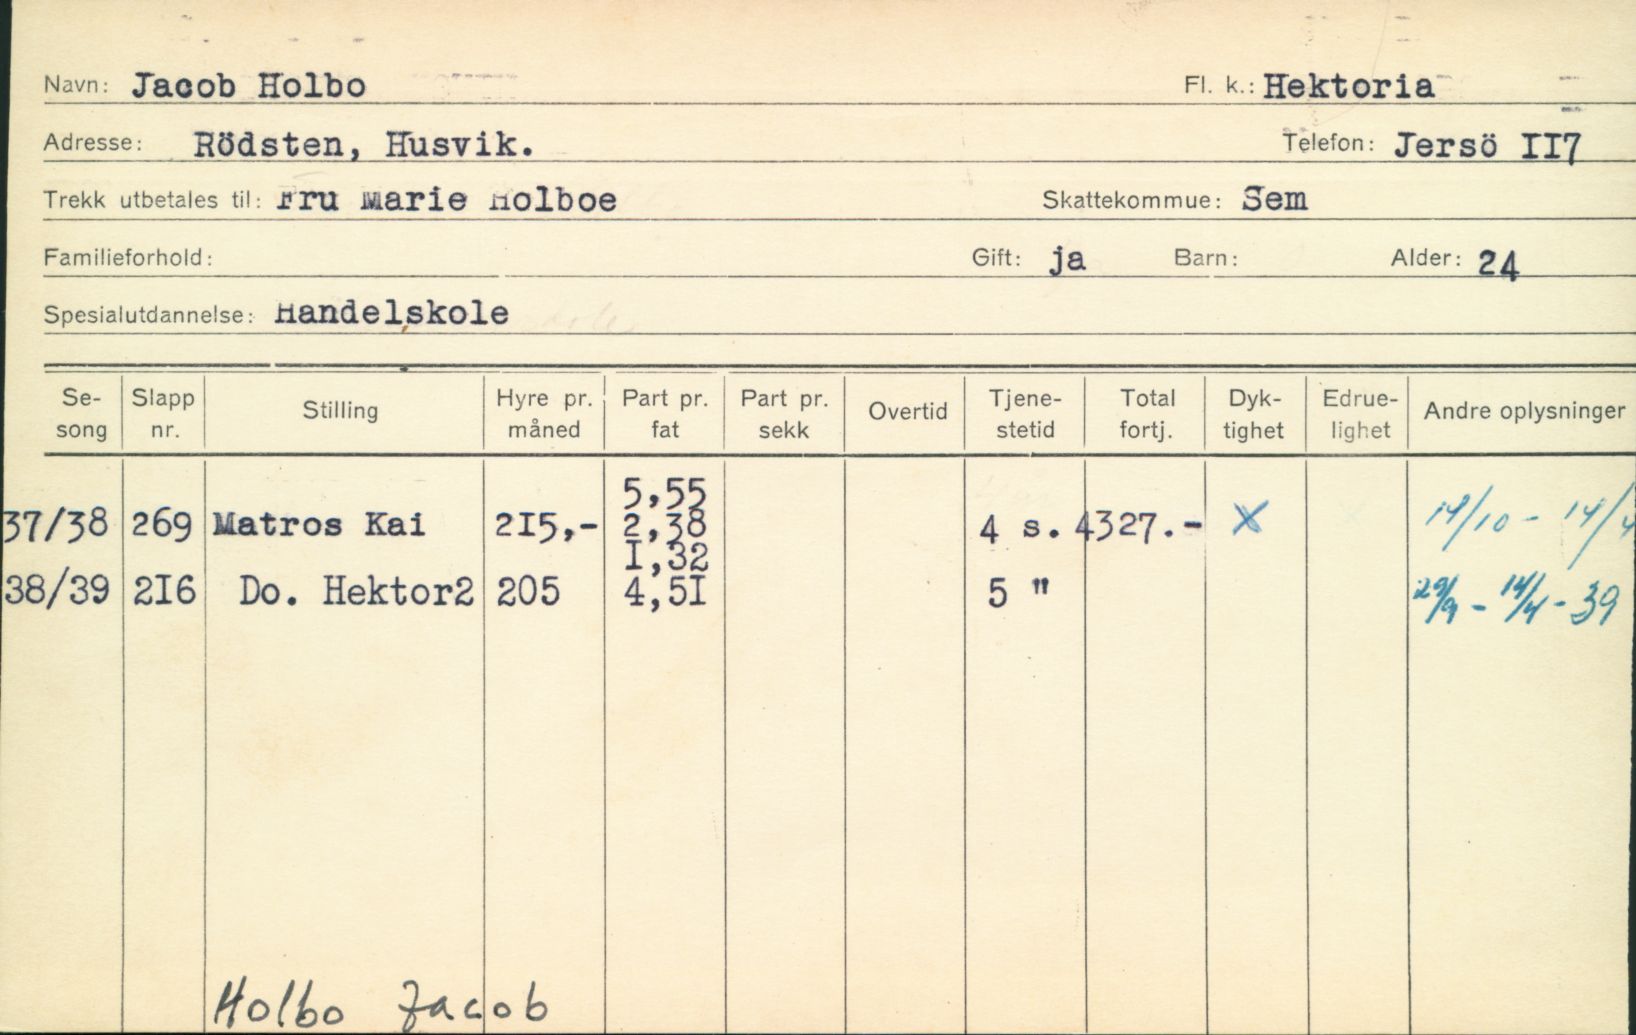 Navn: Jacob Holbo Fl. k.: Hektoria
Adresse: Rödsten, Husvik. Telefon: Jersö II7
Trekk utbetales til: Fru Marie Holboe Skattekommue: Sem
Familieforhold: Gift: ja Barn: Alder: 24
Spesialutdannelse: Handelskole
Se-song Slapp nr. Stilling Hyre pr. måned Part pr. fat Part pr. sekk Overtid Tjene-stetid Total fortj. Dyk-tighet Edrue-lighet Andre oplysninger
5,55
37/38 269 Matros Kai 2I5,- 2,38 4 s. 4327.- x 14/10 - 14/4
I,32
38/39 2I6 Do. Hektor2 205 4,5I 5 " 29/9 - 14/4 - 39
Holbo Jacob